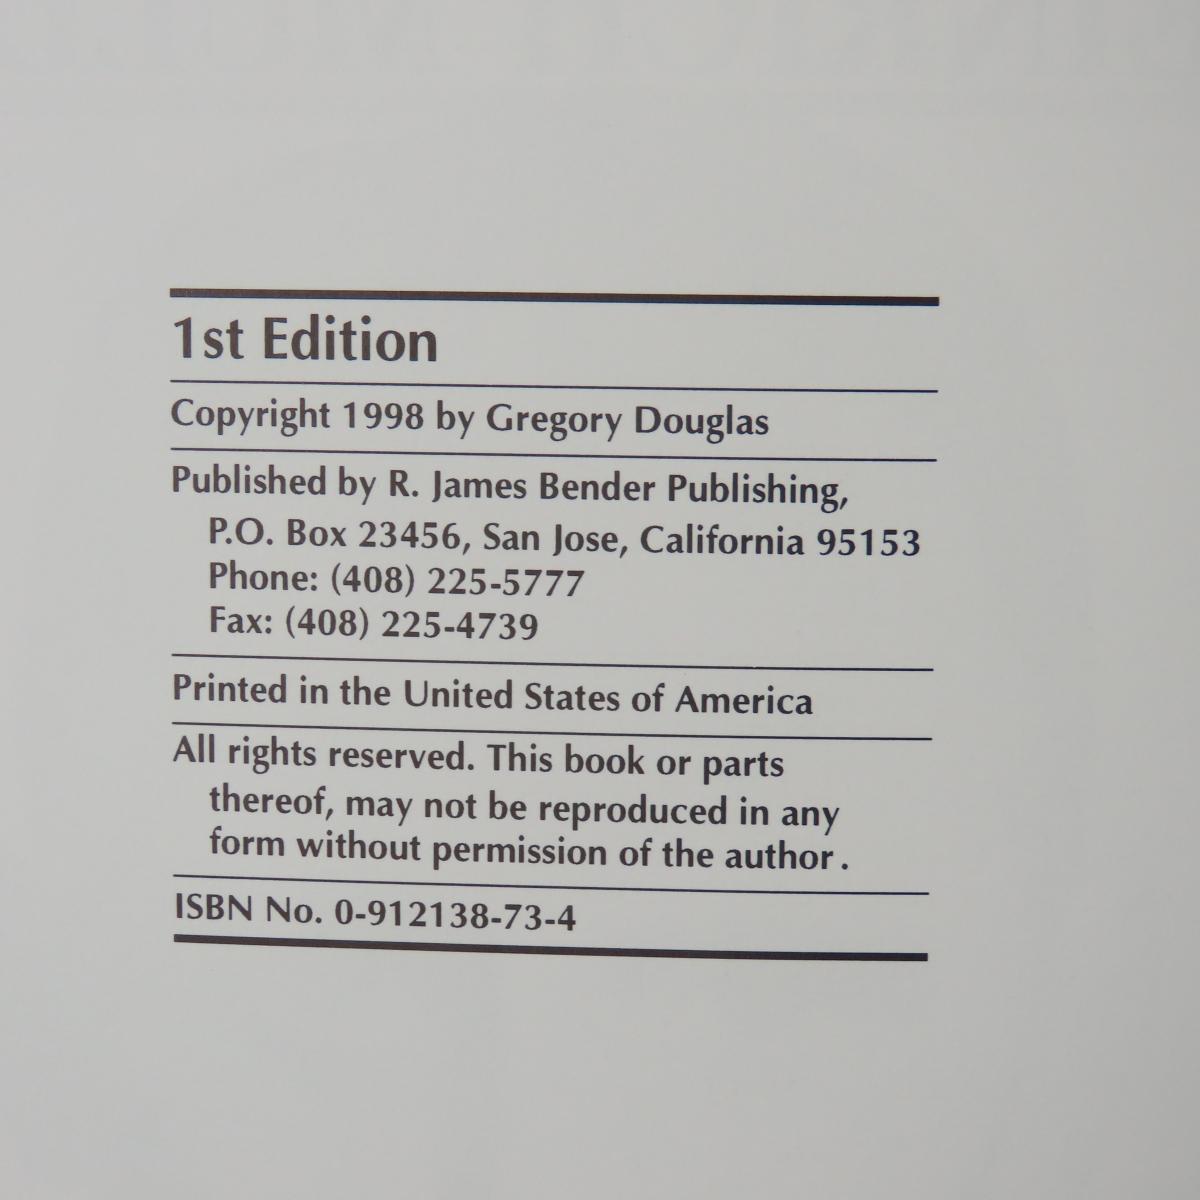 1st Edition
Copyright 1998 by Gregory Douglas
Published by R. James Bender Publishing,
P.O. Box 23456, San Jose, California 95153
Phone: (408) 225-5777
Fax: (408) 225-4739
Printed in the United States of America
All rights reserved. This book or parts
thereof, may not be reproduced in any
form without permission of the author.
ISBN No. 0-912138-73-4